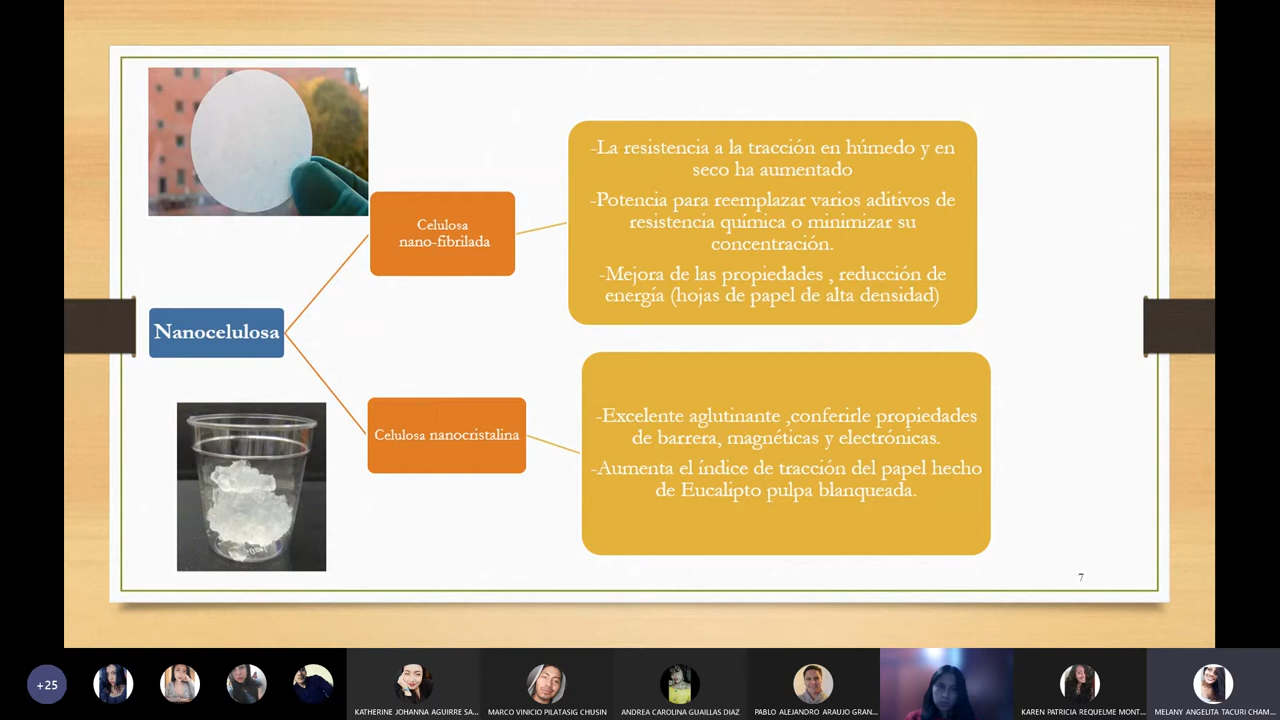 -La resistencia a la tracción en húmedo y en
seco ha aumentado
-Potencia para reemplazar varios aditivos de
resistencia química o minimizar su
concentración.
-Mejora de las propiedades , reducción de
energía (hojas de papel de alta densidad)
Celulosa
nano-fibrilada
Nanocelulosa
Celulosa nanocristalina
-Excelente aglutinante ,conferirle propiedades
de barrera, magnéticas y electrónicas.
-Aumenta el índice de tracción del papel hecho
de Eucalipto pulpa blanqueada.
7
+25
KATHERINE JOHANNA AGUIRRE SA...
MARCO VINICIO PILATASIG CHUSIN
ANDREA CAROLINA GUAILLAS DIAZ
PABLO ALEJANDRO ARAUJO GRAN...
KAREN PATRICIA REQUELME MONT...
MELANY ANGELITA TACURI CHAM...